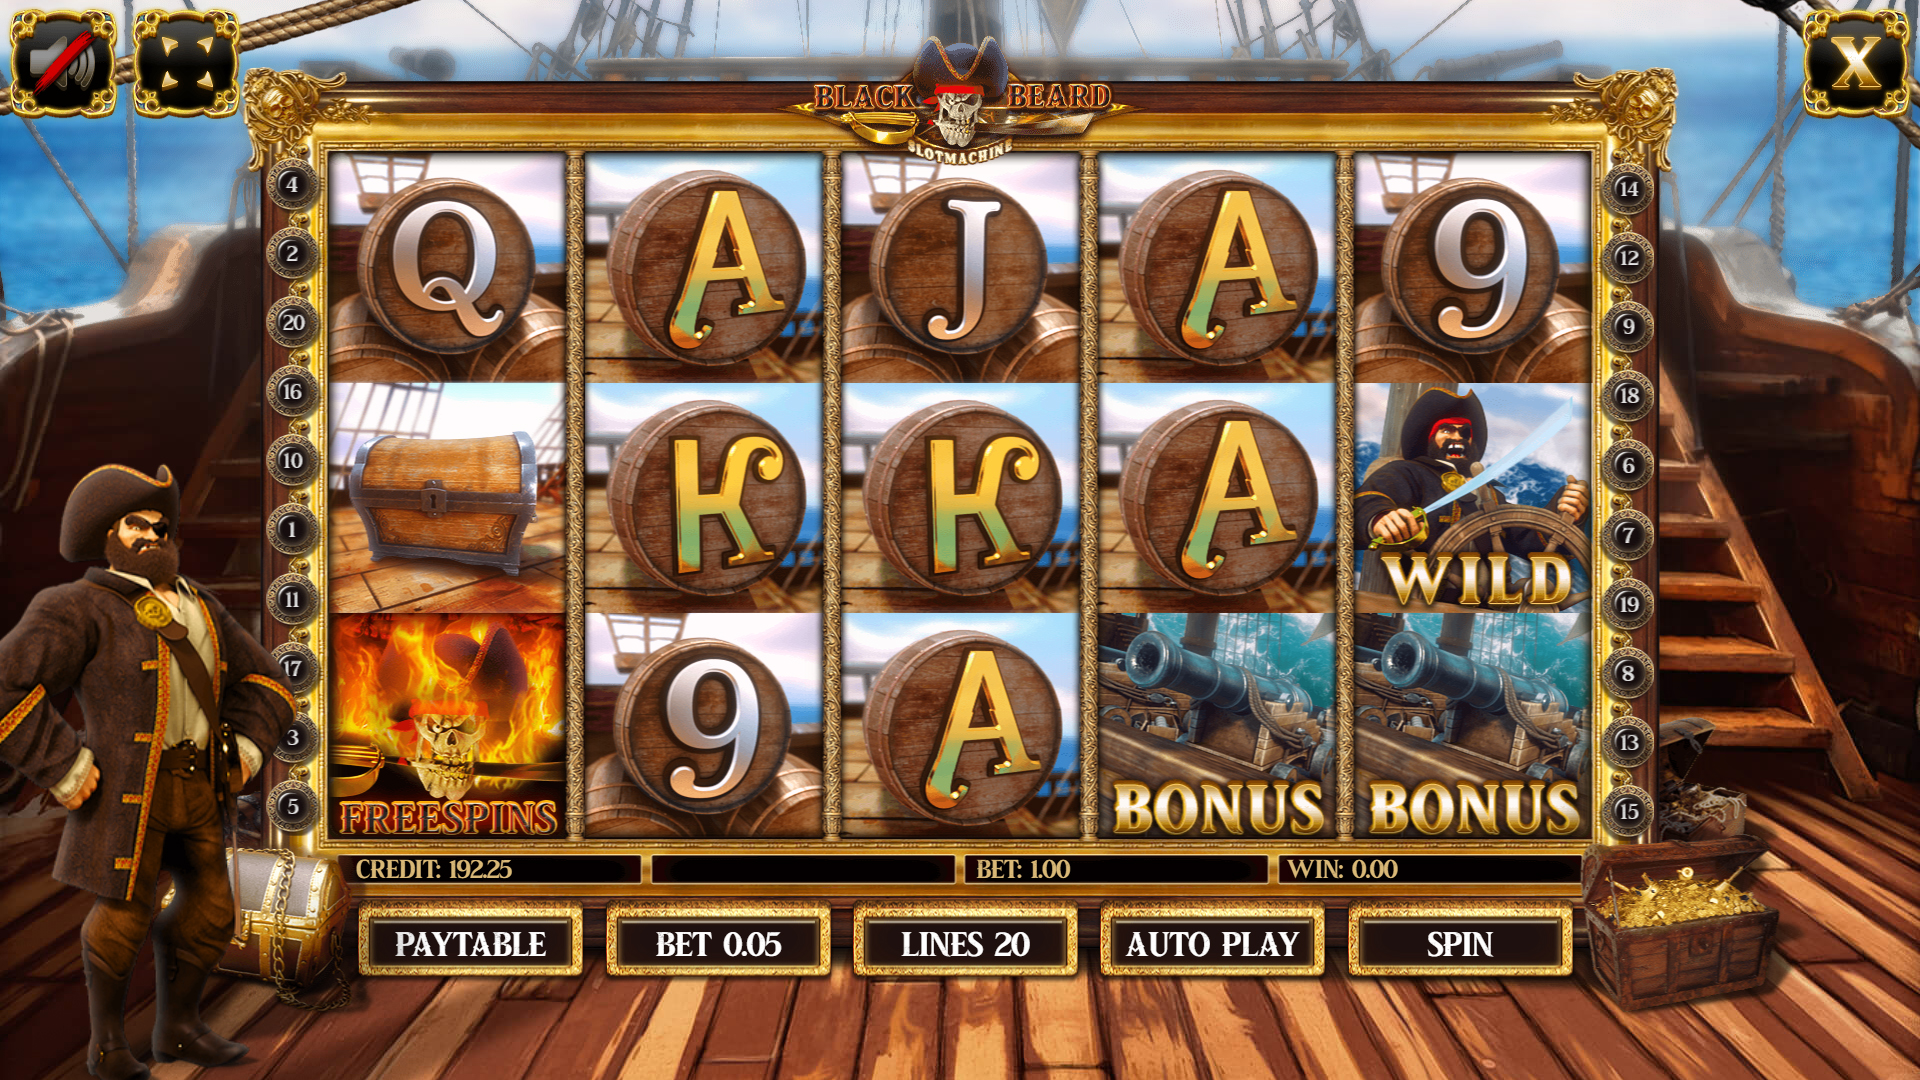 X
BLACK BEARD
SLOTMACHINE
4
2
20
16
10
1
11
17
3
5
14
12
9
18
6
7
19
8
13
15
Q A J A 9
K K A WILD
FREESPINS 9 A BONUS BONUS
CREDIT: 192.25 BET: 1.00 WIN: 0.00
PAYTABLE BET 0.05 LINES 20 AUTO PLAY SPIN